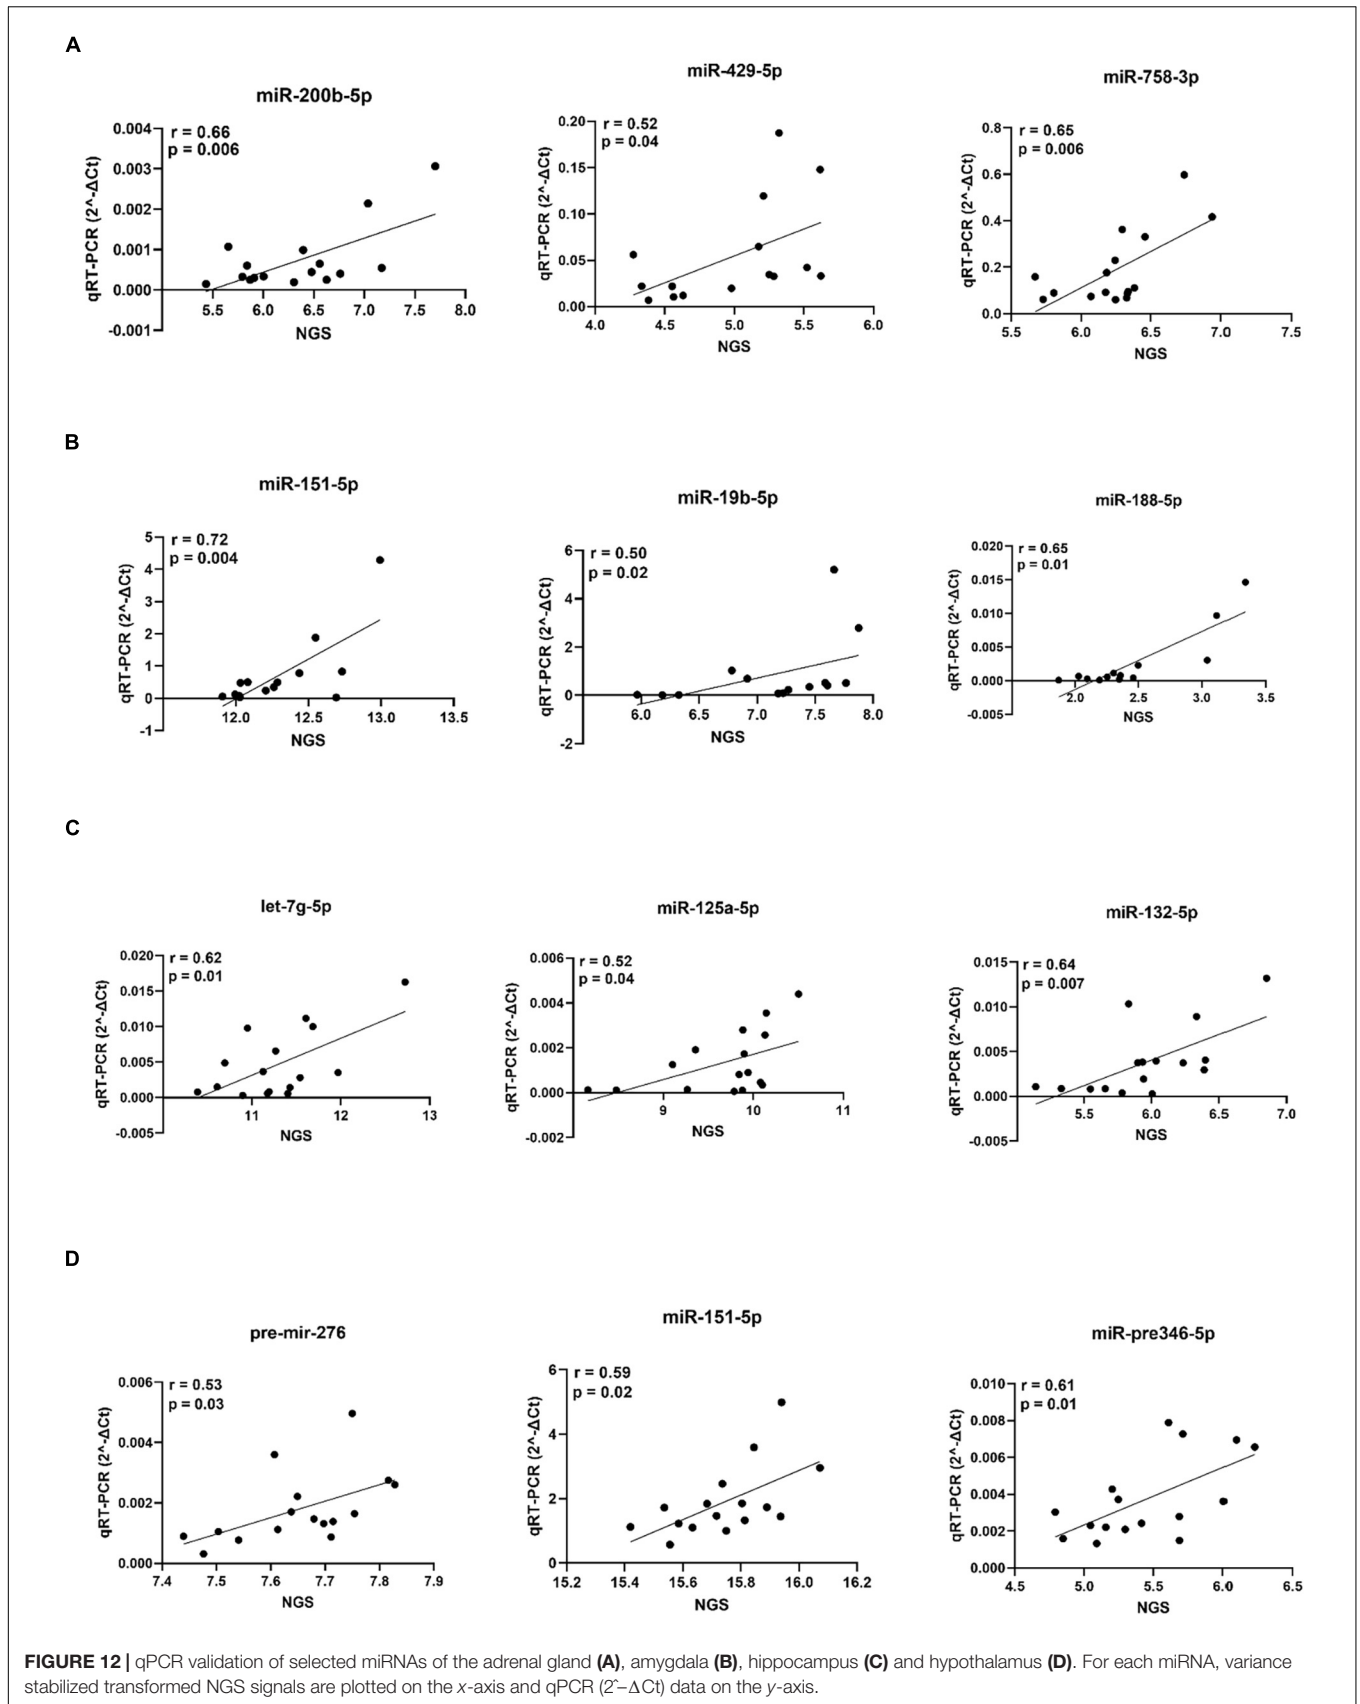 A
miR-200b-5p
r = 0.66
p = 0.006
qRT-PCR (2^-ΔCt)
0.004
0.003
0.002
0.001
0.000
-0.001
5.5 6.0 6.5 7.0 7.5 8.0
NGS
miR-429-5p
r = 0.52
p = 0.04
qRT-PCR (2^-ΔCt)
0.20
0.15
0.10
0.05
0.00
4.0 4.5 5.0 5.5 6.0
NGS
miR-758-3p
r = 0.65
p = 0.006
qRT-PCR (2^-ΔCt)
0.8
0.6
0.4
0.2
0.0
5.5 6.0 6.5 7.0 7.5
NGS
B
miR-151-5p
r = 0.72
p = 0.004
qRT-PCR (2^-ΔCt)
5
4
3
2
1
0
-1
12.0 12.5 13.0 13.5
NGS
miR-19b-5p
r = 0.50
p = 0.02
qRT-PCR (2^-ΔCt)
6
4
2
0
-2
6.0 6.5 7.0 7.5 8.0
NGS
miR-188-5p
r = 0.65
p = 0.01
qRT-PCR (2^-ΔCt)
0.020
0.015
0.010
0.005
0.000
-0.005
2.0 2.5 3.0 3.5
NGS
C
let-7g-5p
r = 0.62
p = 0.01
qRT-PCR (2^-ΔCt)
0.020
0.015
0.010
0.005
0.000
-0.005
11 12 13
NGS
miR-125a-5p
r = 0.52
p = 0.04
qRT-PCR (2^-ΔCt)
0.006
0.004
0.002
0.000
-0.002
9 10 11
NGS
miR-132-5p
r = 0.64
p = 0.007
qRT-PCR (2^-ΔCt)
0.015
0.010
0.005
0.000
-0.005
5.5 6.0 6.5 7.0
NGS
D
pre-mir-276
r = 0.53
p = 0.03
qRT-PCR (2^-ΔCt)
0.006
0.004
0.002
0.000
7.4 7.5 7.6 7.7 7.8 7.9
NGS
miR-151-5p
r = 0.59
p = 0.02
qRT-PCR (2^-ΔCt)
6
4
2
0
15.2 15.4 15.6 15.8 16.0 16.2
NGS
miR-pre346-5p
r = 0.61
p = 0.01
qRT-PCR (2^-ΔCt)
0.010
0.008
0.006
0.004
0.002
0.000
4.5 5.0 5.5 6.0 6.5
NGS
FIGURE 12 | qPCR validation of selected miRNAs of the adrenal gland (A), amygdala (B), hippocampus (C) and hypothalamus (D). For each miRNA, variance
stabilized transformed NGS signals are plotted on the x-axis and qPCR (2^−ΔCt) data on the y-axis.